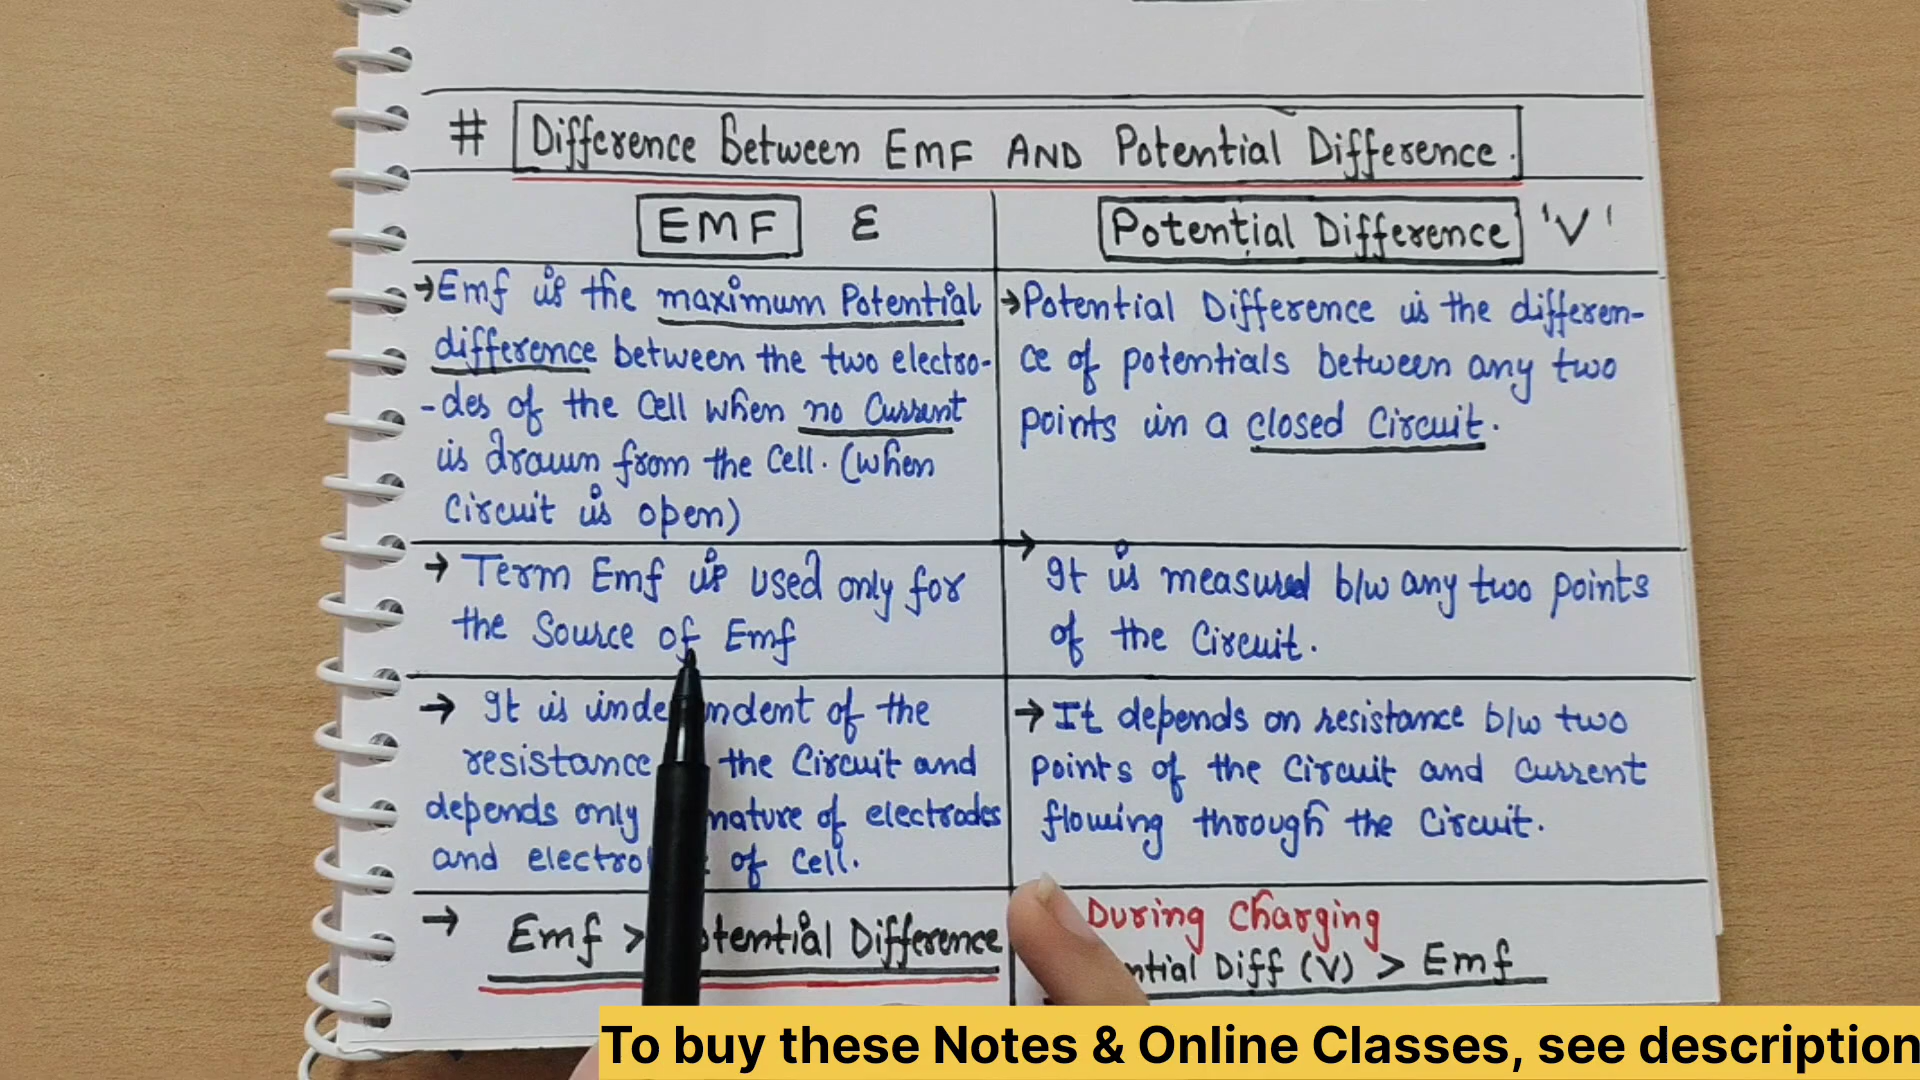 # Difference between EMF AND Potential Difference.
EMF ε
Potential Difference 'V'
→ Emf is the maximum Potential
difference between the two electro-
-des of the Cell when no Current
is drawn from the Cell. (when
Circuit is open)
→ Potential Difference is the differen-
ce of potentials between any two
points in a closed Circuit.
→ Term Emf is used only for
the Source of Emf
→ It is measured b/w any two points
of the Circuit.
→ It is independent of the
resistance the Circuit and
depends only nature of electrodes
and of Cell.
→ It depends on resistance b/w two
points of the Circuit and Current
flowing through the Circuit.
→ Emf > Potential Difference
During Charging
Diff (V) > Emf
To buy these Notes & Online Classes, see description